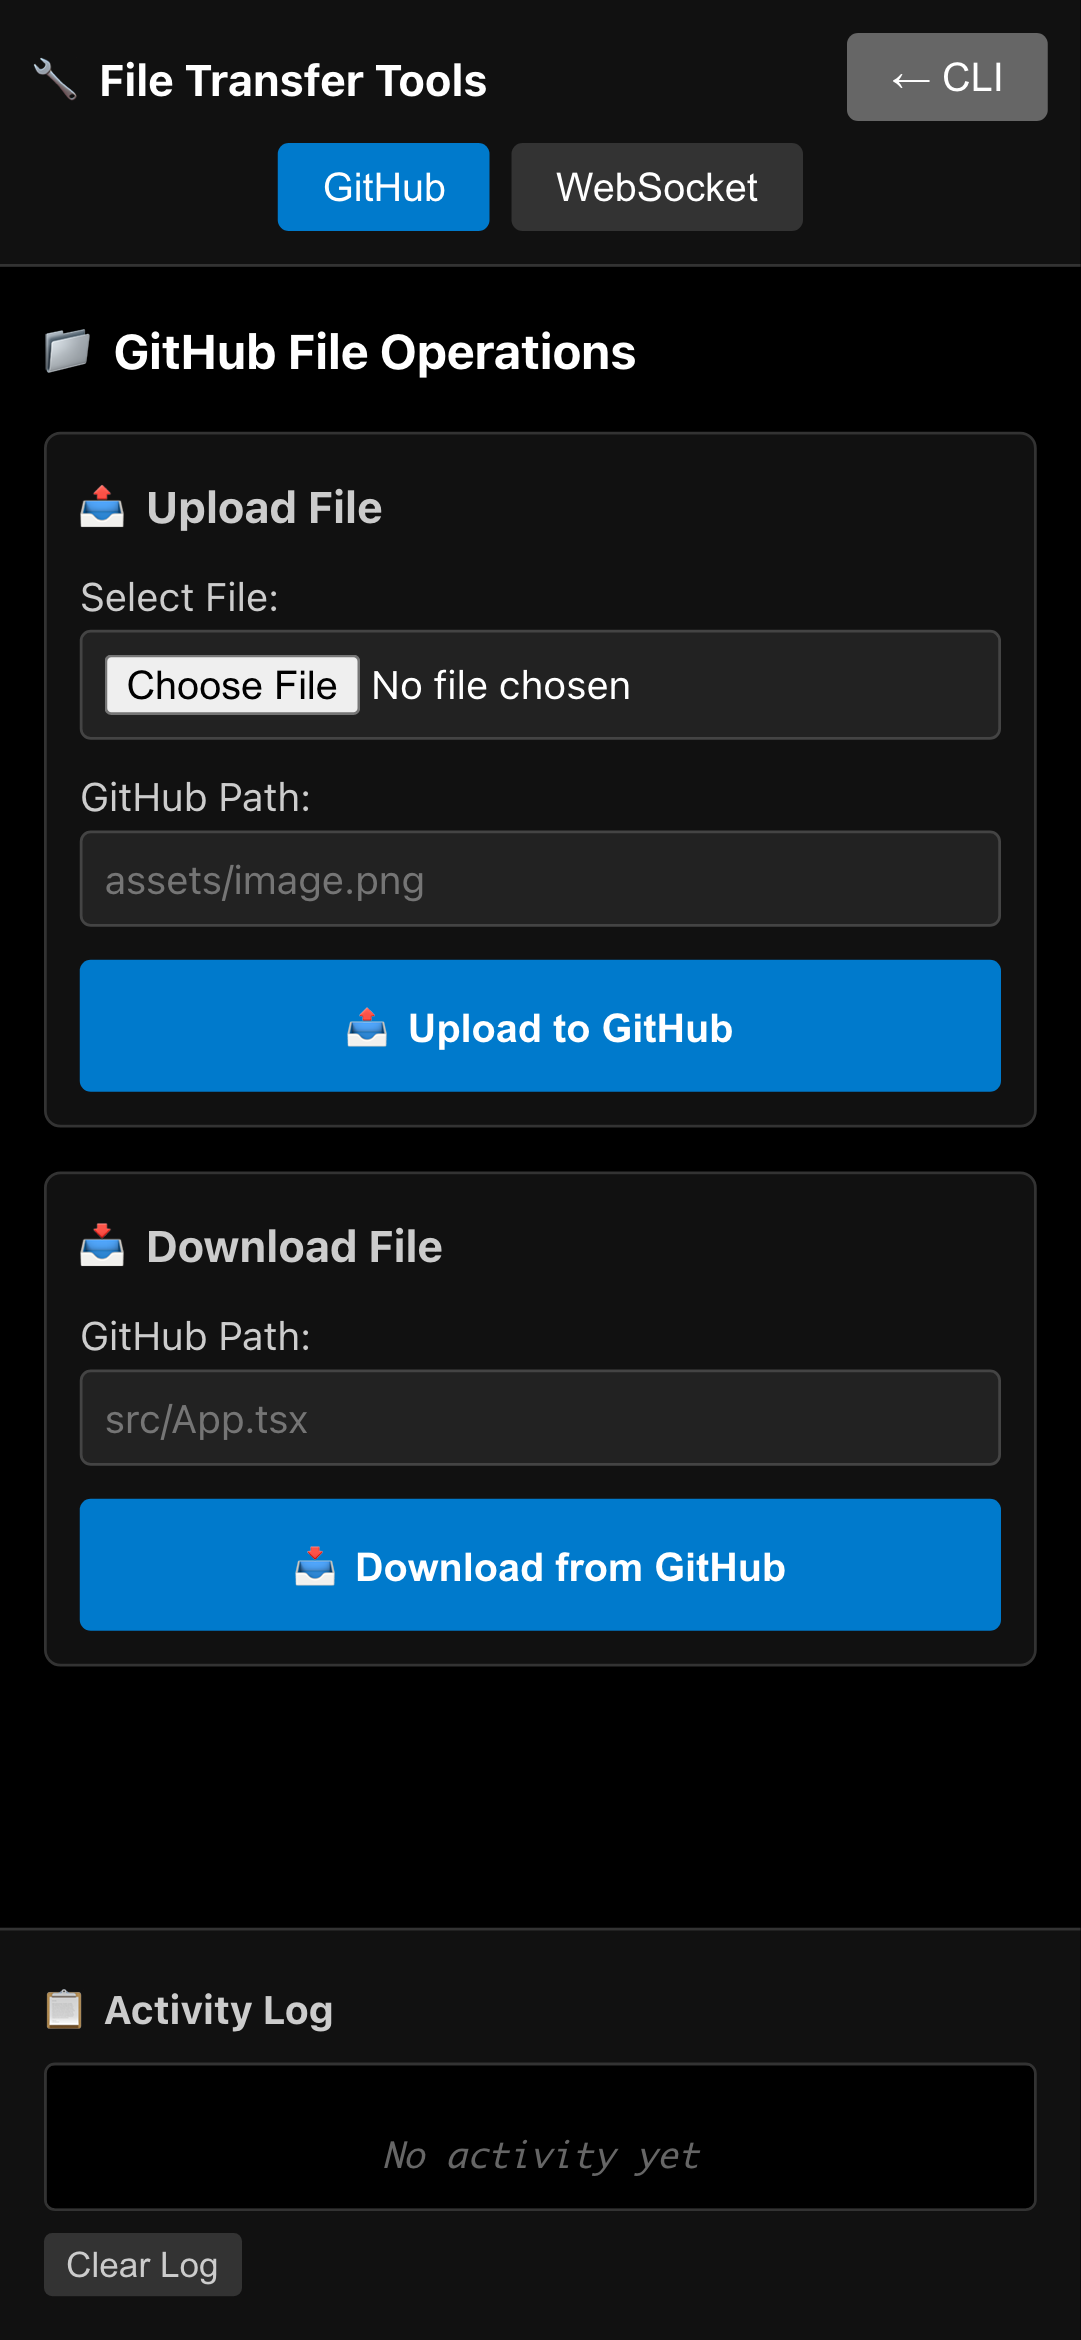 File Transfer Tools
← CLI
GitHub
WebSocket
GitHub File Operations
Upload File
Select File:
Choose File No file chosen
GitHub Path:
assets/image.png
Upload to GitHub
Download File
GitHub Path:
src/App.tsx
Download from GitHub
Activity Log
No activity yet
Clear Log